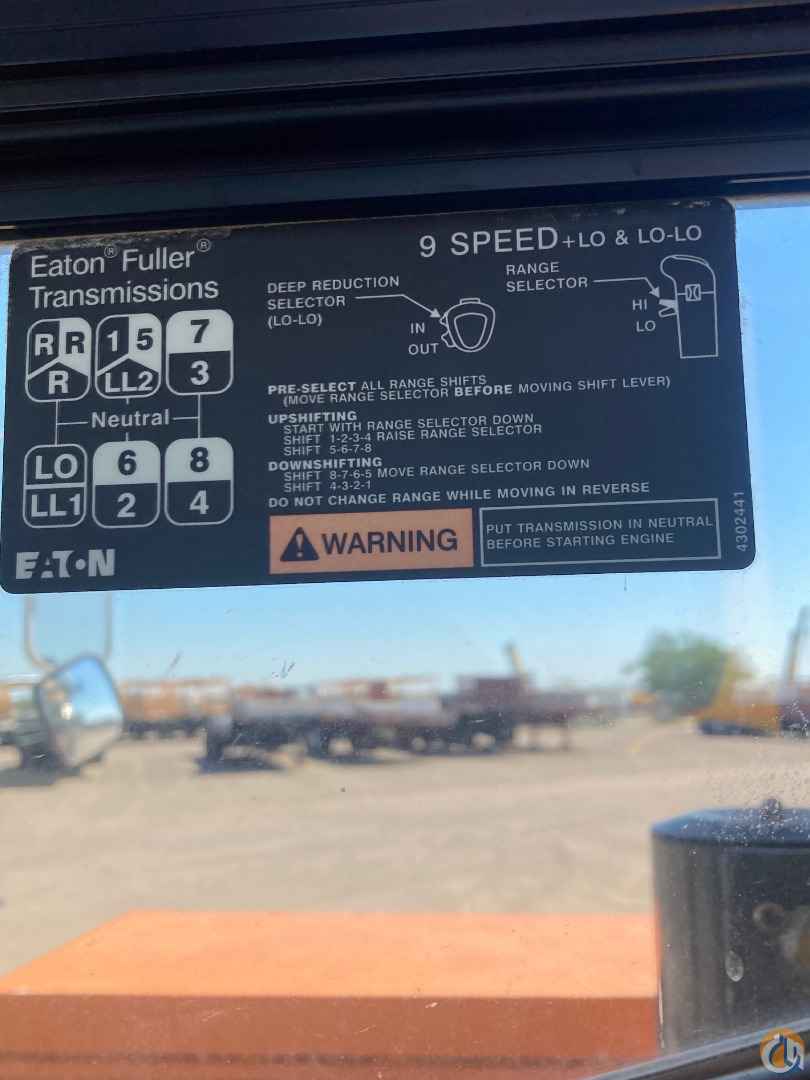 Eaton® Fuller®
Transmissions
9 SPEED +LO & LO-LO
DEEP REDUCTION
SELECTOR
(LO-LO)
IN
OUT
RANGE
SELECTOR
HI
LO
R R 1 5 7
R LL2 3
Neutral
LO 6 8
LL1 2 4
PRE-SELECT ALL RANGE SHIFTS
(MOVE RANGE SELECTOR BEFORE MOVING SHIFT LEVER)
UPSHIFTING
START WITH RANGE SELECTOR DOWN
SHIFT 1-2-3-4 RAISE RANGE SELECTOR
SHIFT 5-6-7-8
DOWNSHIFTING
SHIFT 8-7-6-5 MOVE RANGE SELECTOR DOWN
SHIFT 4-3-2-1
DO NOT CHANGE RANGE WHILE MOVING IN REVERSE
EATON
WARNING
PUT TRANSMISSION IN NEUTRAL
BEFORE STARTING ENGINE
4302441